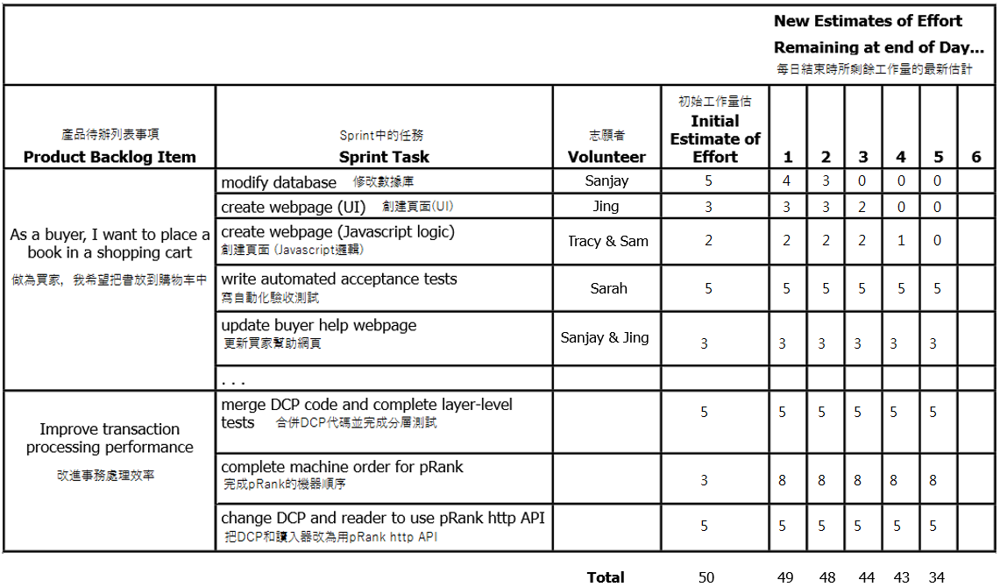 New Estimates of Effort
Remaining at end of Day...
每日結束時所剩餘工作量的最新估計
產品待辦列表事項
Product Backlog Item
Sprint中的任務
Sprint Task
志願者
Volunteer
初始工作量估
Initial
Estimate of
Effort
1 2 3 4 5 6
As a buyer, I want to place a
book in a shopping cart
做為買家，我希望把書放到購物车中
modify database 修改數據庫 Sanjay 5 4 3 0 0 0
create webpage (UI) 創建頁面(UI) Jing 3 3 3 2 0 0
create webpage (Javascript logic)
創建頁面 (Javascript邏輯)
Tracy & Sam 2 2 2 2 1 0
write automated acceptance tests
寫自動化驗收測試
Sarah 5 5 5 5 5 5
update buyer help webpage
更新買家幫助網頁
Sanjay & Jing 3 3 3 3 3 3
. . .
Improve transaction
processing performance
改進事務處理效率
merge DCP code and complete layer-level
tests 合併DCP代碼並完成分層測試
5 5 5 5 5 5
complete machine order for pRank
完成pRank的機器順序
3 8 8 8 8 8
change DCP and reader to use pRank http API
把DCP和讀入器改為用pRank http API
5 5 5 5 5 5
Total 50 49 48 44 43 34